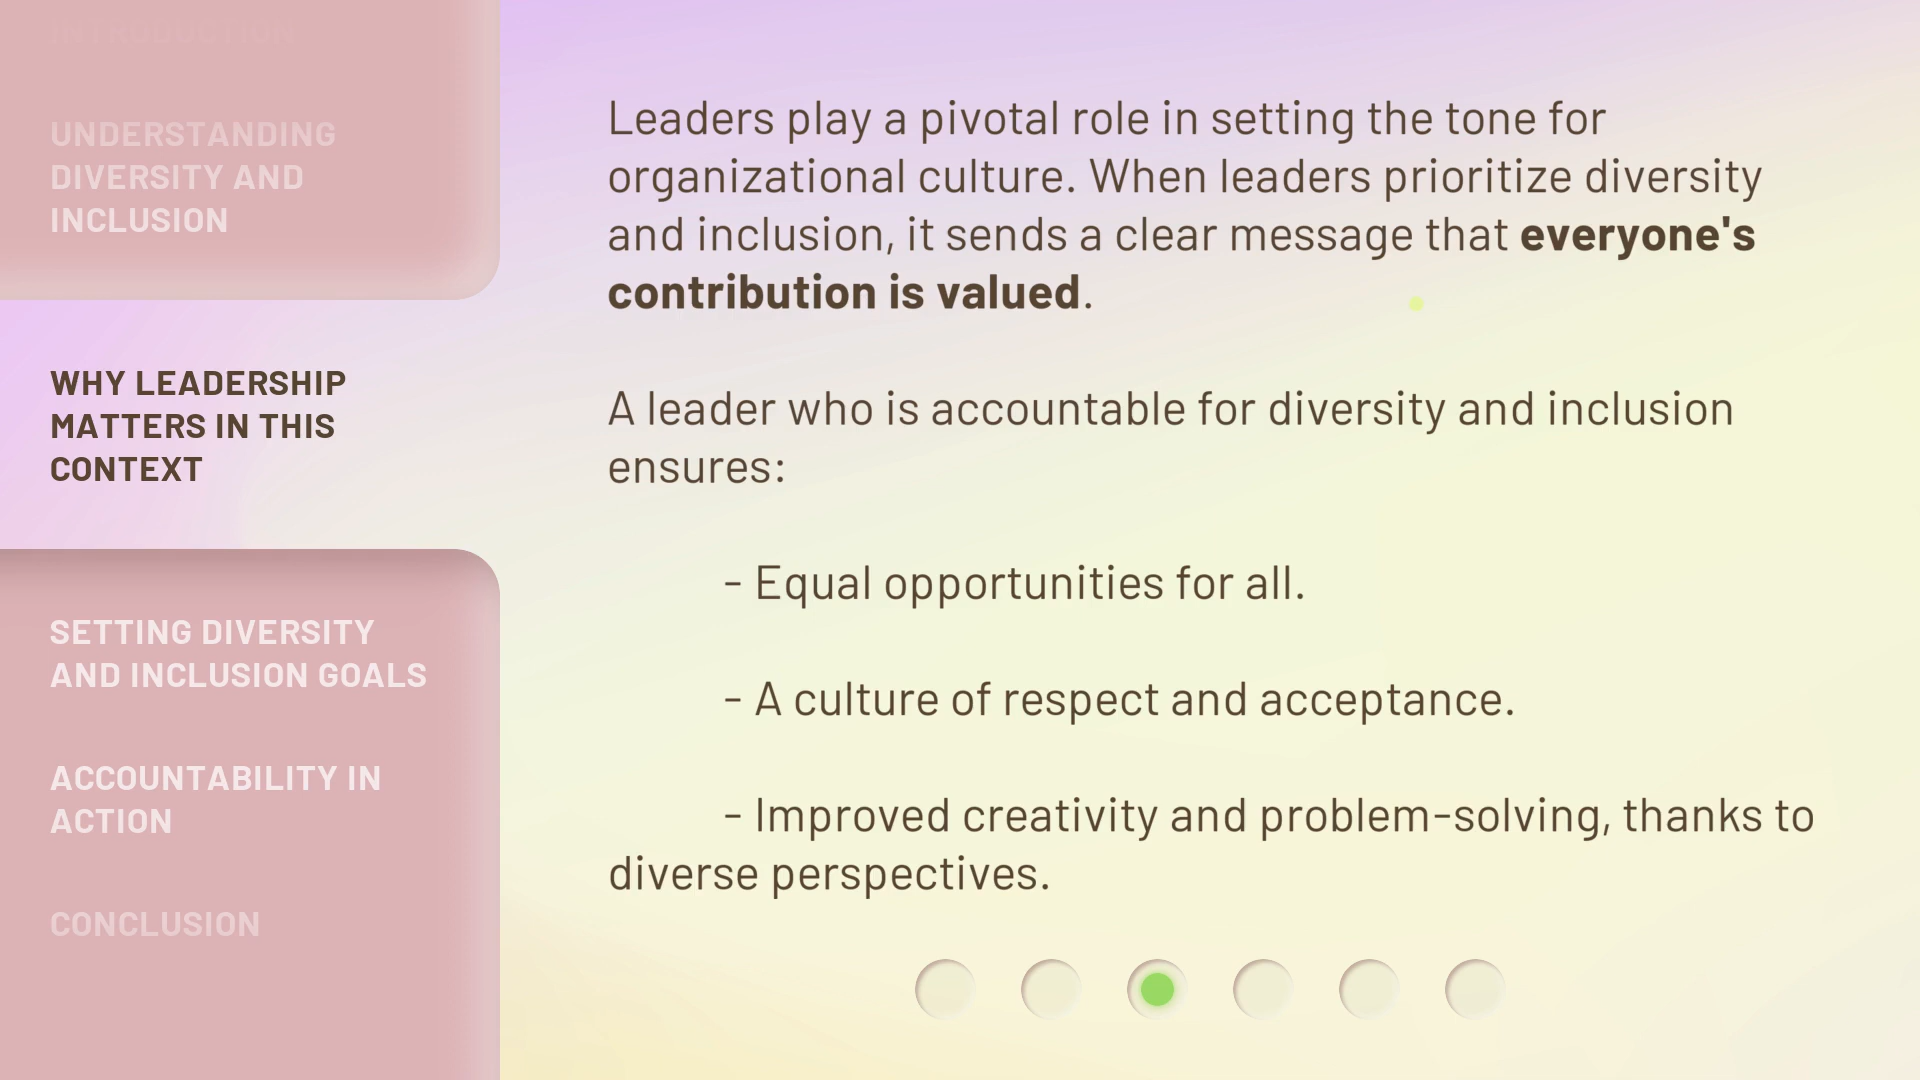 INTRODUCTION
UNDERSTANDING
DIVERSITY AND
INCLUSION
WHY LEADERSHIP
MATTERS IN THIS
CONTEXT
SETTING DIVERSITY
AND INCLUSION GOALS
ACCOUNTABILITY IN
ACTION
CONCLUSION
Leaders play a pivotal role in setting the tone for
organizational culture. When leaders prioritize diversity
and inclusion, it sends a clear message that everyone's
contribution is valued.
A leader who is accountable for diversity and inclusion
ensures:
- Equal opportunities for all.
- A culture of respect and acceptance.
- Improved creativity and problem-solving, thanks to
diverse perspectives.